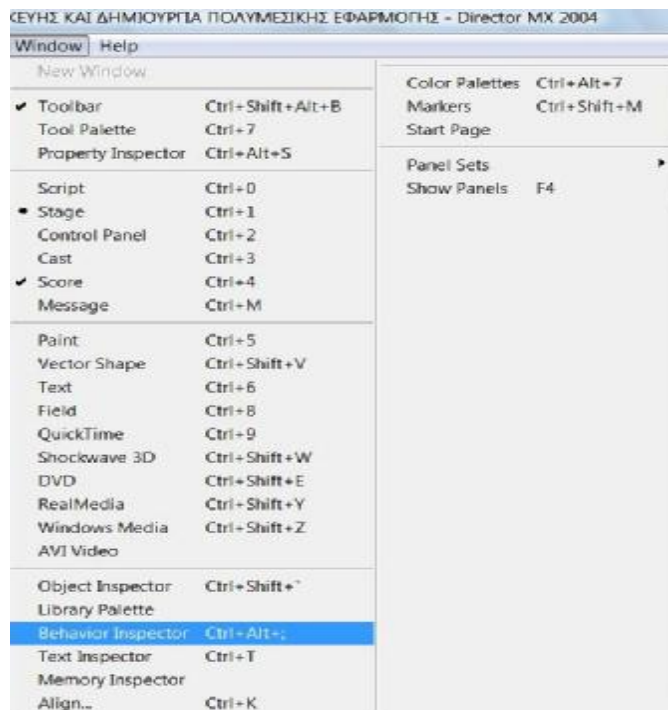 ΚΕΥΗΣ ΚΑΙ ΔΗΜΙΟΥΡΓΙΑ ΠΟΛΥΜΕΣΙΚΗΣ ΕΦΑΡΜΟΓΗΣ - Director MX 2004
Window Help
New Window
Toolbar Ctrl+Shift+Alt+B
Tool Palette Ctrl+7
Property Inspector Ctrl+Alt+S
Script Ctrl+0
Stage Ctrl+1
Control Panel Ctrl+2
Cast Ctrl+3
Score Ctrl+4
Message Ctrl+M
Paint Ctrl+5
Vector Shape Ctrl+Shift+V
Text Ctrl+6
Field Ctrl+8
QuickTime Ctrl+9
Shockwave 3D Ctrl+Shift+W
DVD Ctrl+Shift+E
RealMedia Ctrl+Shift+Y
Windows Media Ctrl+Shift+Z
AVI Video
Object Inspector Ctrl+Shift+`
Library Palette
Behavior Inspector Ctrl+Alt+;
Text Inspector Ctrl+T
Memory Inspector
Align... Ctrl+K
Color Palettes Ctrl+Alt+7
Markers Ctrl+Shift+M
Start Page
Panel Sets
Show Panels F4